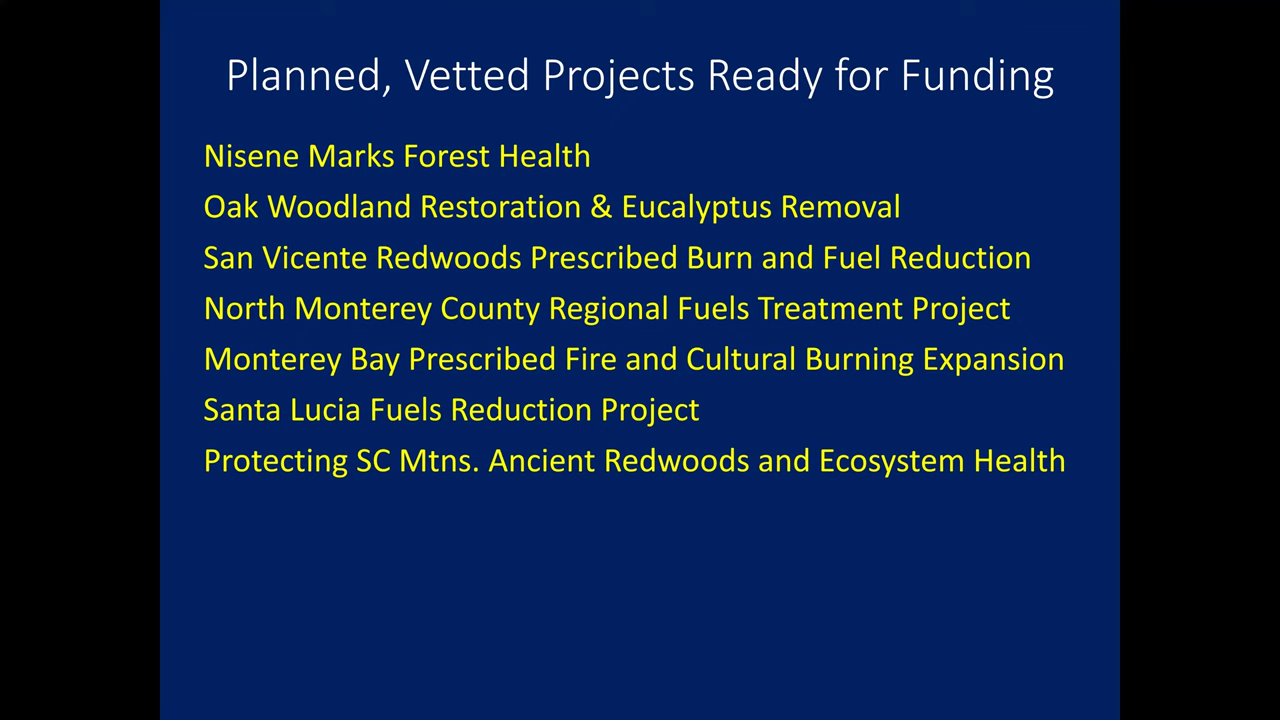 Planned, Vetted Projects Ready for Funding
Nisene Marks Forest Health
Oak Woodland Restoration & Eucalyptus Removal
San Vicente Redwoods Prescribed Burn and Fuel Reduction
North Monterey County Regional Fuels Treatment Project
Monterey Bay Prescribed Fire and Cultural Burning Expansion
Santa Lucia Fuels Reduction Project
Protecting SC Mtns. Ancient Redwoods and Ecosystem Health